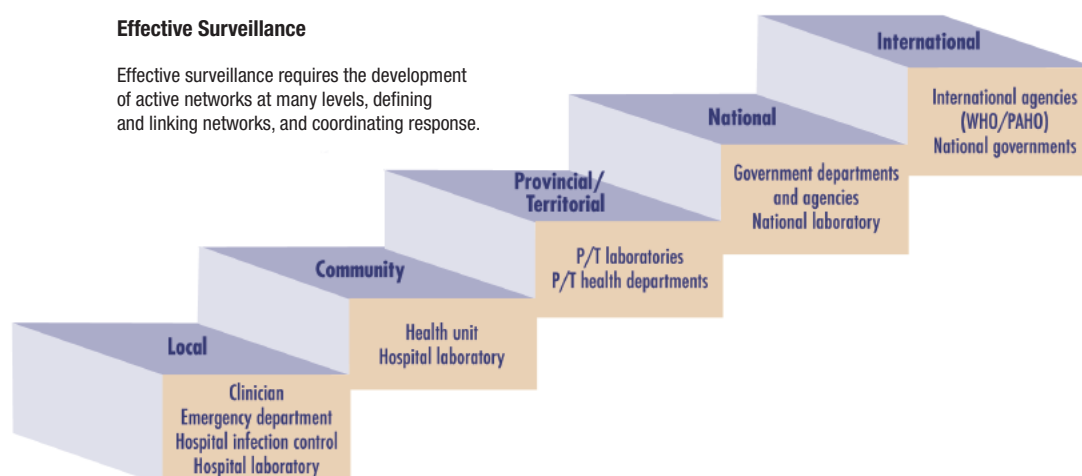 Effective Surveillance
Effective surveillance requires the development
of active networks at many levels, defining
and linking networks, and coordinating response.
International
International agencies
(WHO/PAHO)
National governments
National
Government departments
and agencies
National laboratory
Provincial/
Territorial
P/T laboratories
P/T health departments
Community
Health unit
Hospital laboratory
Local
Clinician
Emergency department
Hospital infection control
Hospital laboratory